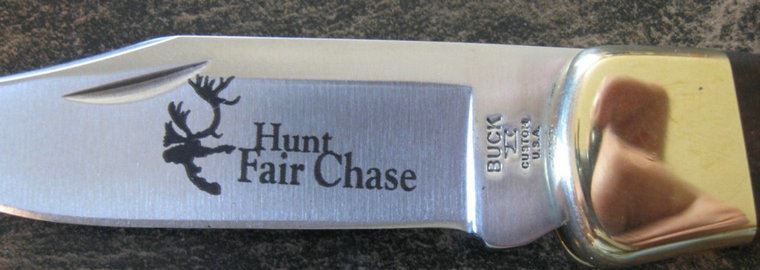 Hunt
Fair Chase
BUCK
CUSTOM
U.S.A.